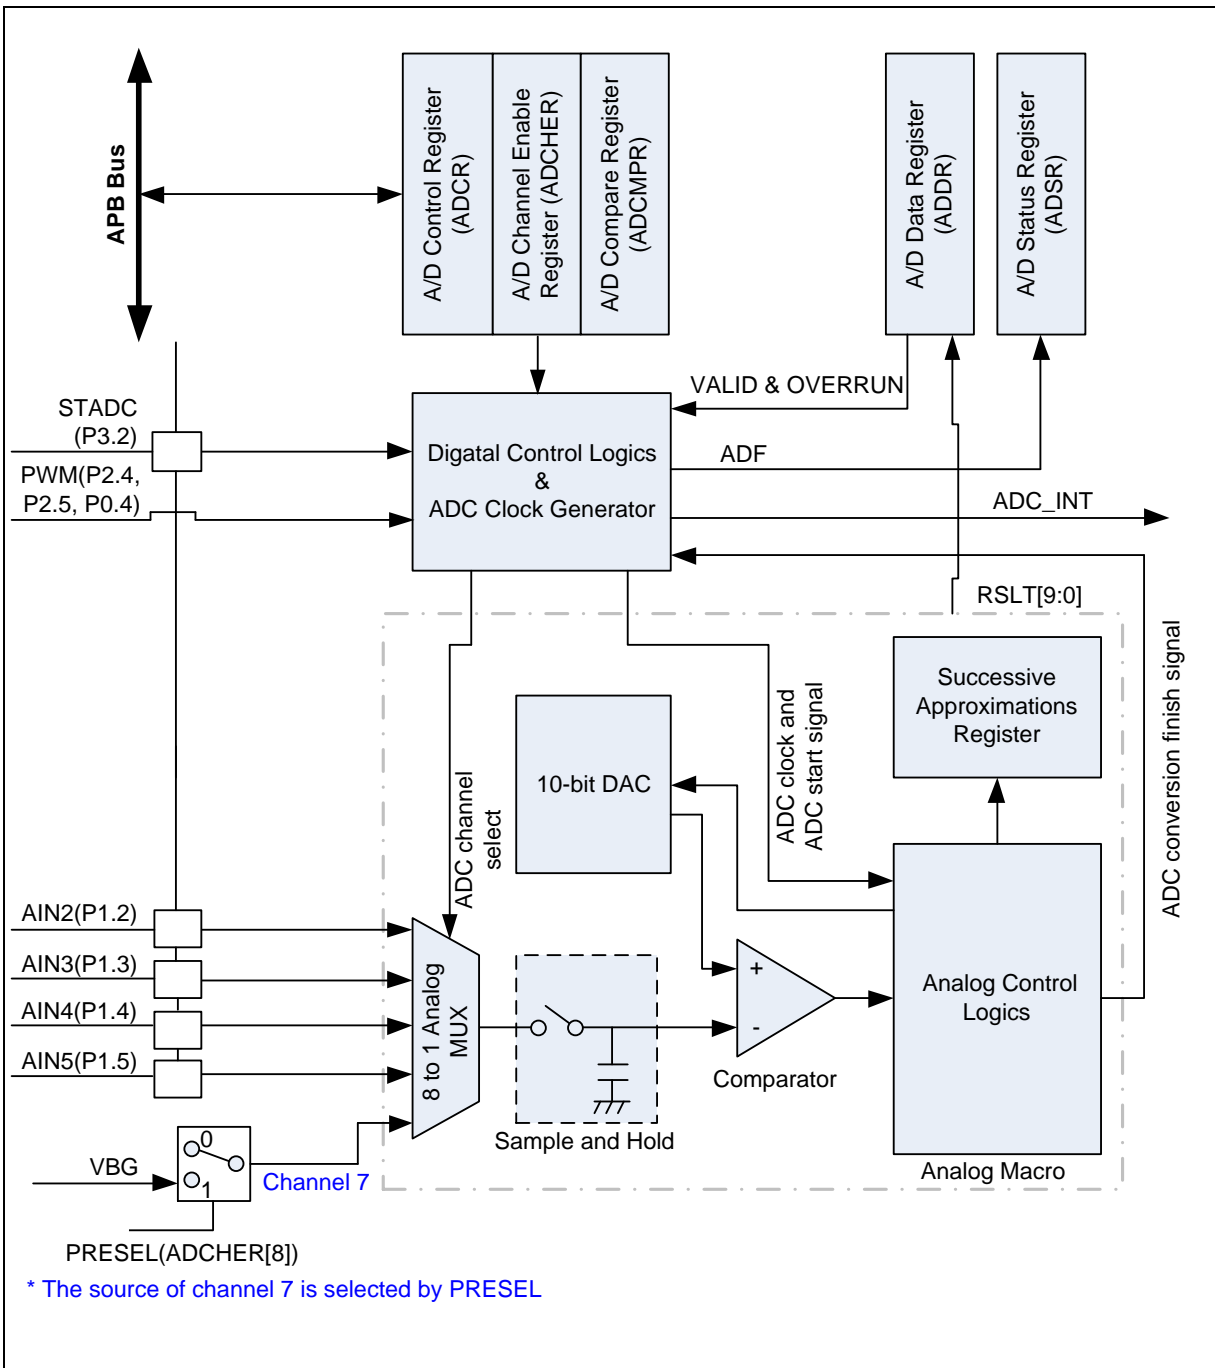 APB Bus
A/D Control Register
(ADCR)
A/D Channel Enable
Register (ADCHER)
A/D Compare Register
(ADCMPR)
A/D Data Register
(ADDR)
A/D Status Register
(ADSR)
VALID & OVERRUN
STADC
(P3.2)
PWM(P2.4,
P2.5, P0.4)
Digatal Control Logics
&
ADC Clock Generator
ADF
ADC_INT
RSLT[9:0]
Successive
Approximations
Register
ADC conversion finish signal
10-bit DAC
ADC clock and
ADC start signal
ADC channel
select
AIN2(P1.2)
AIN3(P1.3)
AIN4(P1.4)
AIN5(P1.5)
8 to 1 Analog
MUX
+
-
Analog Control
Logics
Comparator
Sample and Hold
Analog Macro
VBG
0
1
Channel 7
PRESEL(ADCHER[8])
* The source of channel 7 is selected by PRESEL